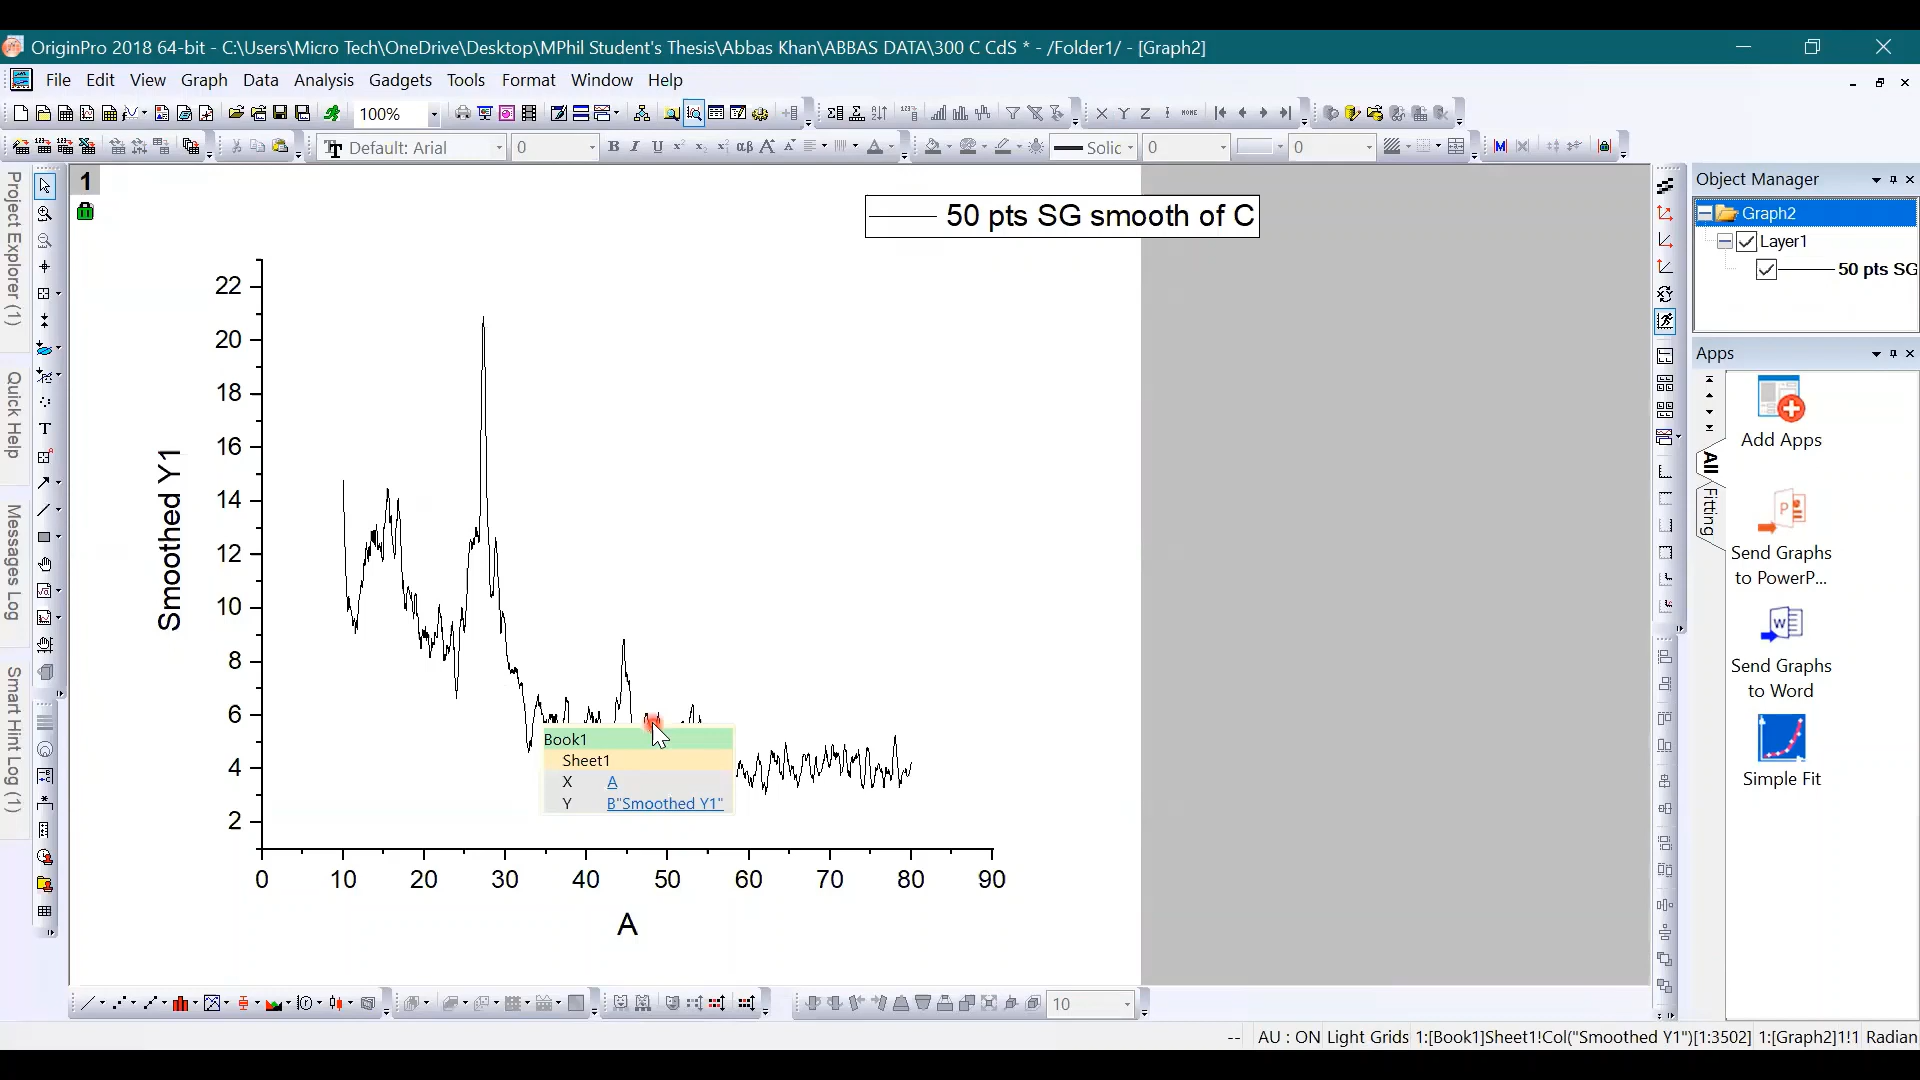 OriginPro 2018 64-bit - C:\Users\Micro Tech\OneDrive\Desktop\MPhil Student's Thesis\Abbas Khan\ABBAS DATA\300 C CdS * - /Folder1/ - [Graph2]
File Edit View Graph Data Analysis Gadgets Tools Format Window Help
100%
Default: Arial 0 B I U Solic 0 0
Project Explorer (1)
Quick Help
Messages Log
Smart Hint Log (1)
1
50 pts SG smooth of C
Smoothed Y1
22
20
18
16
14
12
10
8
6
4
2
0 10 20 30 40 50 60 70 80 90
A
Book1
Sheet1
X A
Y B"Smoothed Y1"
Object Manager
Graph2
Layer1
50 pts SG
Apps
All
Fitting
Add Apps
Send Graphs
to PowerP...
Send Graphs
to Word
Simple Fit
10
-- AU : ON Light Grids 1:[Book1]Sheet1!Col("Smoothed Y1")[1:3502] 1:[Graph2]1!1 Radian